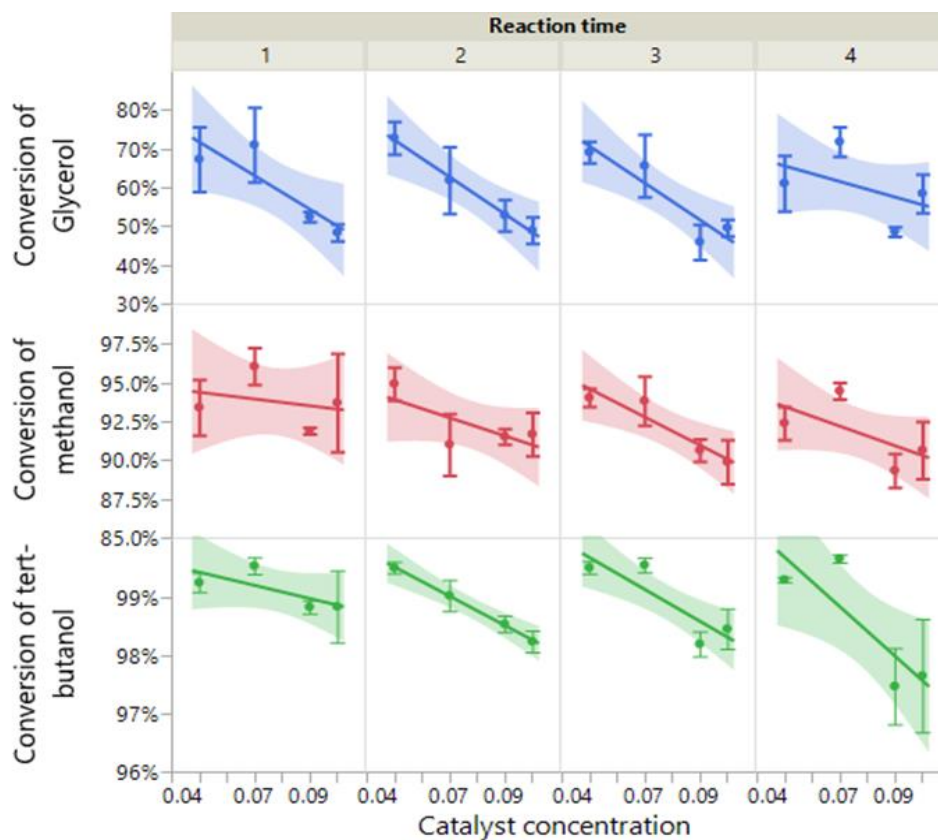 Reaction time
1 2 3 4
Conversion of
Glycerol
80%
70%
60%
50%
40%
30%
Conversion of
methanol
97.5%
95.0%
92.5%
90.0%
87.5%
85.0%
Conversion of tert-
butanol
99%
98%
97%
96%
0.04 0.07 0.09 0.04 0.07 0.09 0.04 0.07 0.09 0.04 0.07 0.09
Catalyst concentration